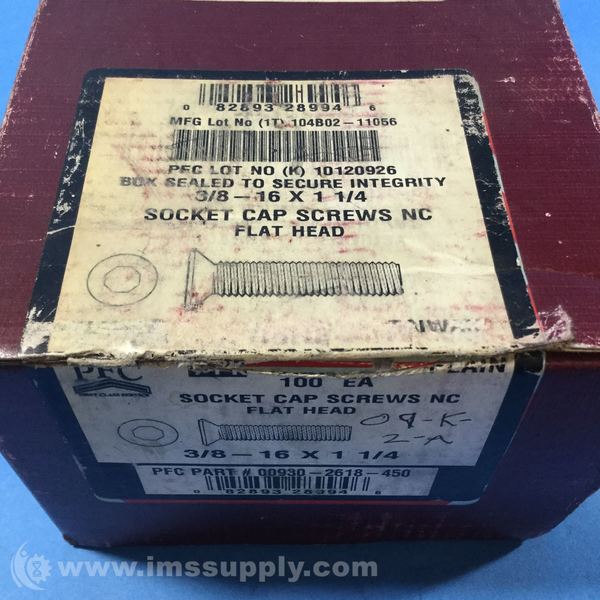 0 82893 28994 6
MFG Lot No (1T) 104B02-11056
PFC LOT NO (K) 10120926
BOX SEALED TO SECURE INTEGRITY
3/8-16 X 1 1/4
SOCKET CAP SCREWS NC
FLAT HEAD
TAIWAN
PFC
PLAIN
100 EA
SOCKET CAP SCREWS NC
FLAT HEAD
09-K-
2-A
3/8-16 X 1 1/4
PFC PART # 00930-2618-450
0 82893 28994 6
www.imssupply.com